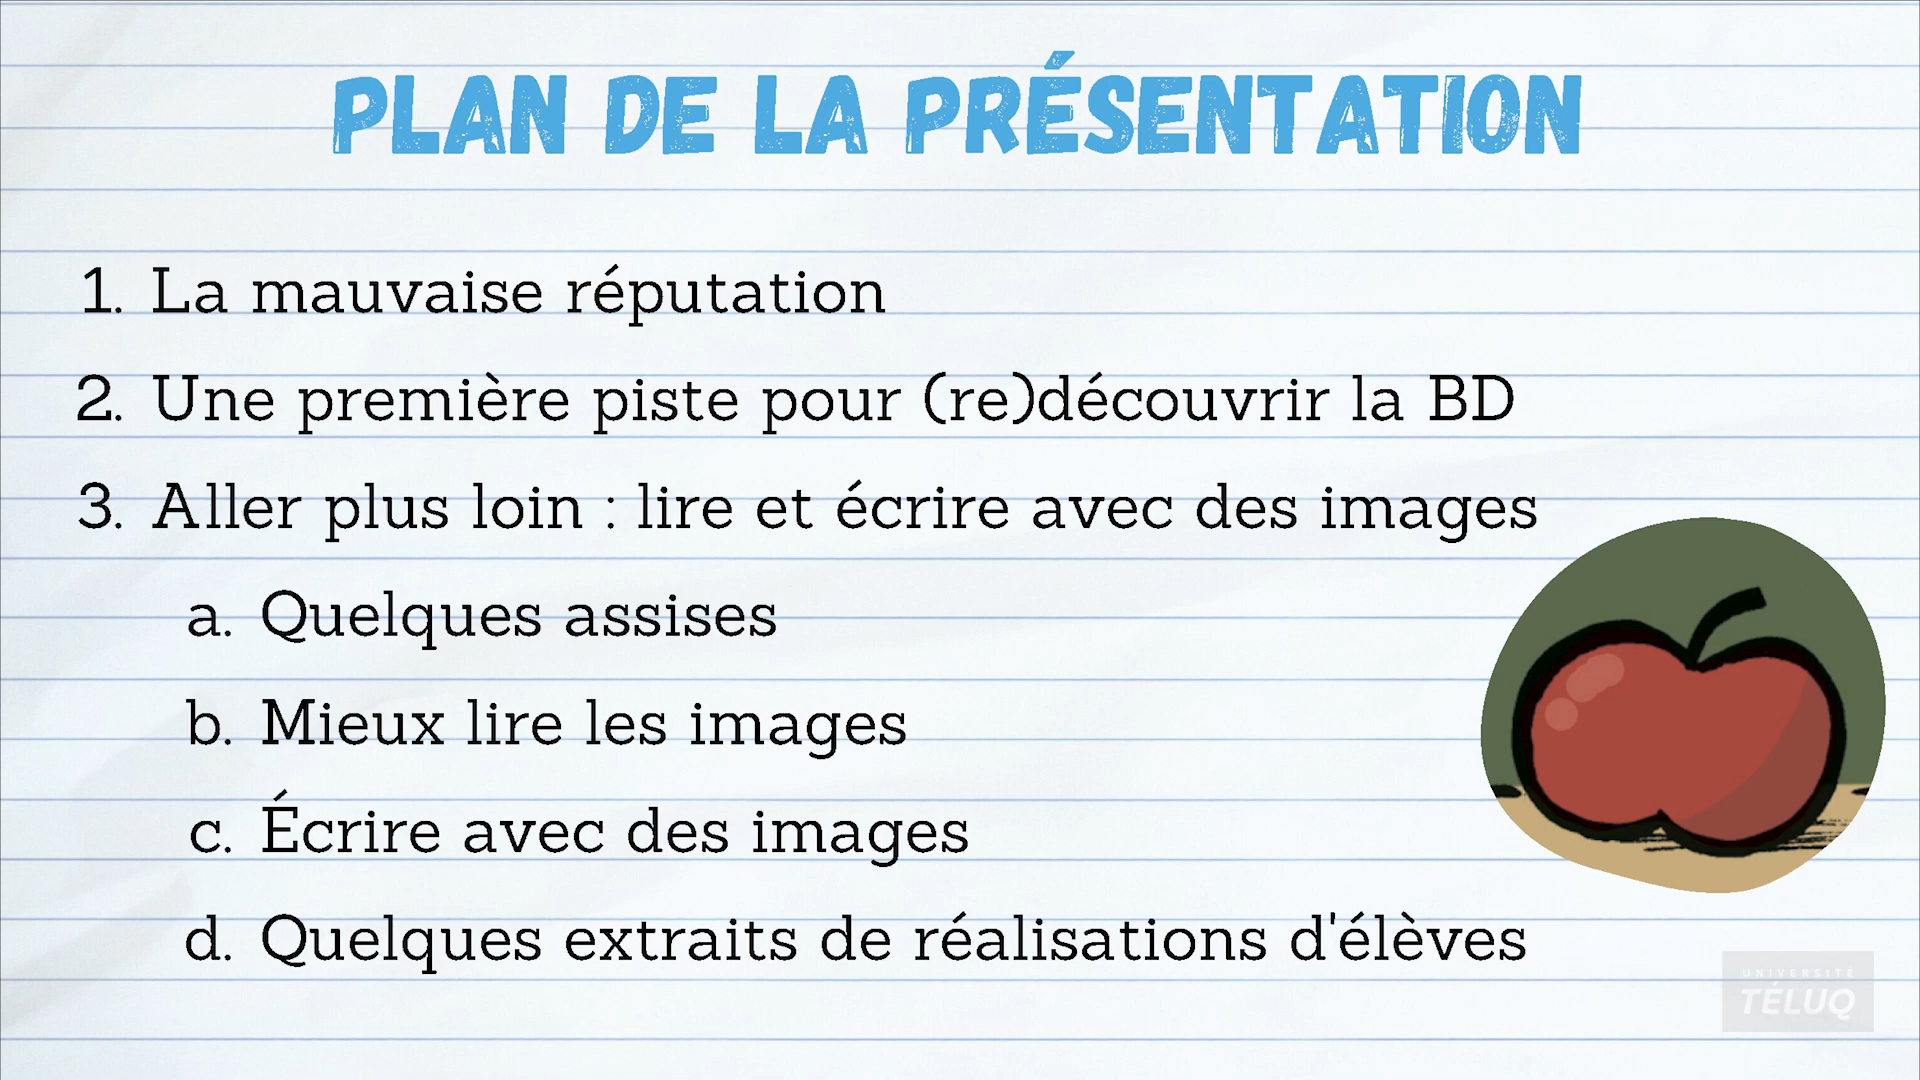 PLAN DE LA PRÉSENTATION
1. La mauvaise réputation
2. Une première piste pour (re)découvrir la BD
3. Aller plus loin : lire et écrire avec des images
a. Quelques assises
b. Mieux lire les images
c. Écrire avec des images
d. Quelques extraits de réalisations d'élèves
UNIVERSITÉ
TÉLUQ